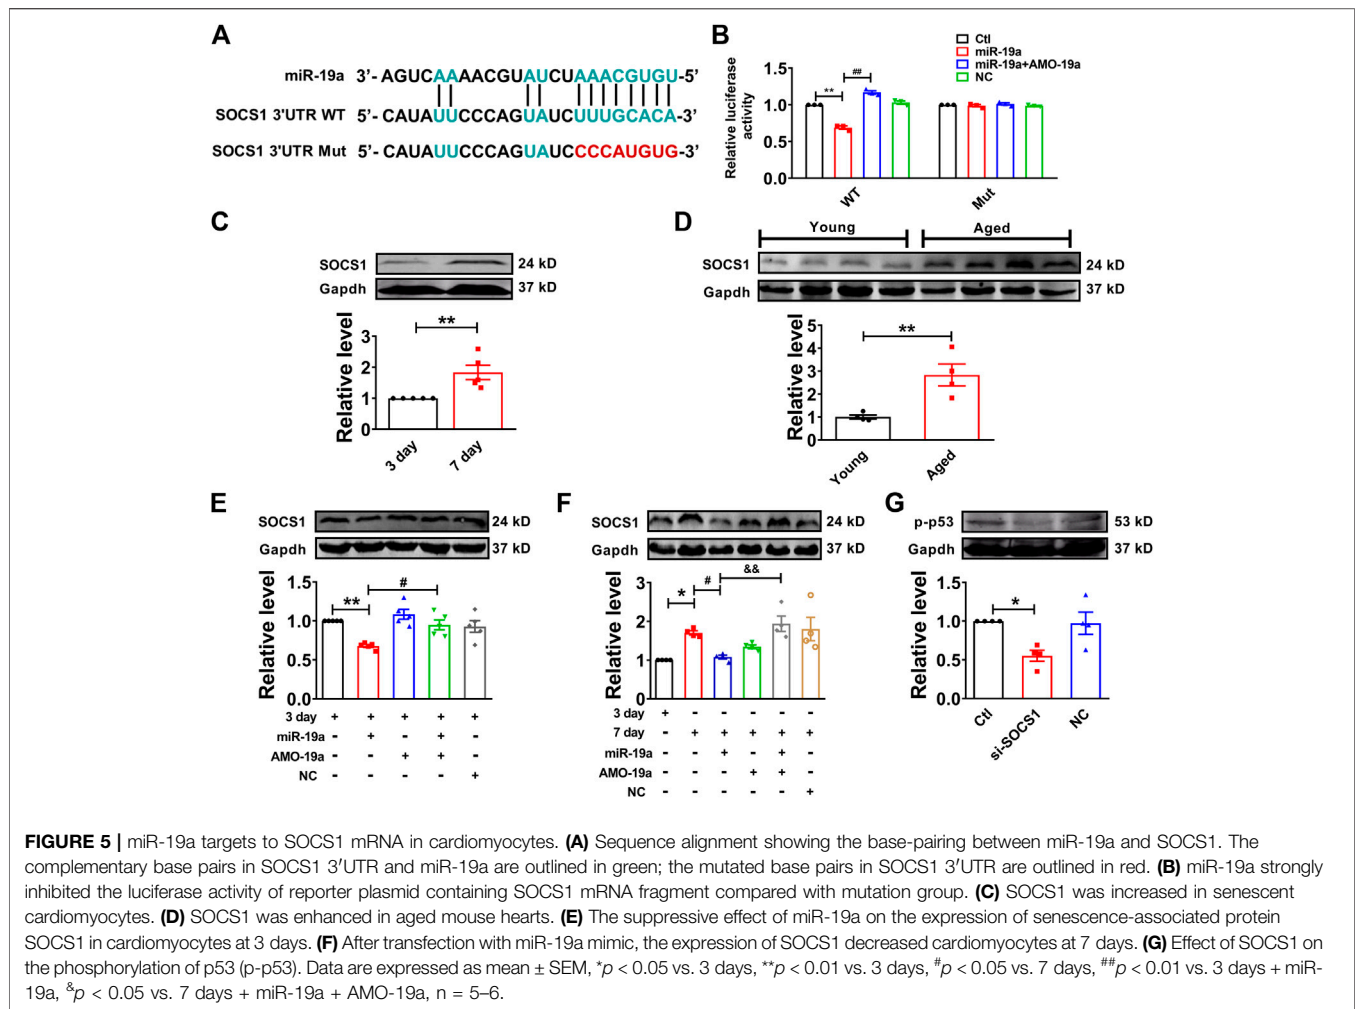 A
miR-19a 3'- AGUCAAAACGUAUCUAAACGUGU-5'
SOCS1 3'UTR WT 5'- CAUAUUCCCAGUAUCUUUGCACA-3'
SOCS1 3'UTR Mut 5'- CAUAUUCCCAGUAUCCCCAUGUG-3'
B
Ctl
miR-19a
miR-19a+AMO-19a
NC
Relative luciferase
activity
1.5
1.0
0.5
0.0
**
##
WT
Mut
C
SOCS1 24 kD
Gapdh 37 kD
Relative level
3
2
1
0
**
3 day
7 day
D
Young Aged
SOCS1 24 kD
Gapdh 37 kD
Relative level
5
4
3
2
1
0
**
Young
Aged
E
SOCS1 24 kD
Gapdh 37 kD
Relative level
1.5
1.0
0.5
0.0
**
#
3 day + + + + +
miR-19a - + - + -
AMO-19a - - + + -
NC - - - - +
F
SOCS1 24 kD
Gapdh 37 kD
Relative level
3
2
1
0
*
#
&&
3 day + - - - - -
7 day - + + + + +
miR-19a - - + - + -
AMO-19a - - - + + -
NC - - - - - +
G
p-p53 53 kD
Gapdh 37 kD
Relative level
1.5
1.0
0.5
0.0
*
Ctl
si-SOCS1
NC
FIGURE 5 | miR-19a targets to SOCS1 mRNA in cardiomyocytes. (A) Sequence alignment showing the base-pairing between miR-19a and SOCS1. The
complementary base pairs in SOCS1 3′UTR and miR-19a are outlined in green; the mutated base pairs in SOCS1 3′UTR are outlined in red. (B) miR-19a strongly
inhibited the luciferase activity of reporter plasmid containing SOCS1 mRNA fragment compared with mutation group. (C) SOCS1 was increased in senescent
cardiomyocytes. (D) SOCS1 was enhanced in aged mouse hearts. (E) The suppressive effect of miR-19a on the expression of senescence-associated protein
SOCS1 in cardiomyocytes at 3 days. (F) After transfection with miR-19a mimic, the expression of SOCS1 decreased cardiomyocytes at 7 days. (G) Effect of SOCS1 on
the phosphorylation of p53 (p-p53). Data are expressed as mean ± SEM, *p < 0.05 vs. 3 days, **p < 0.01 vs. 3 days, #p < 0.05 vs. 7 days, ##p < 0.01 vs. 3 days + miR-
19a, &p < 0.05 vs. 7 days + miR-19a + AMO-19a, n = 5–6.